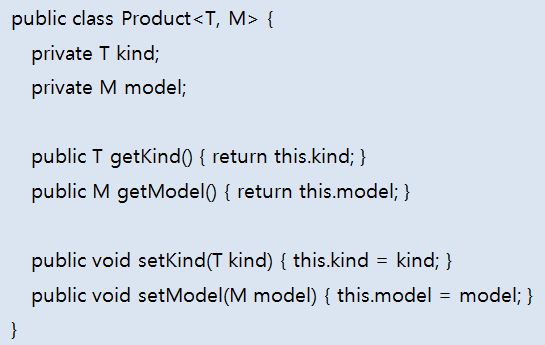 public class Product<T, M> {
private T kind;
private M model;
public T getKind() { return this.kind; }
public M getModel() { return this.model; }
public void setKind(T kind) { this.kind = kind; }
public void setModel(M model) { this.model = model; }
}